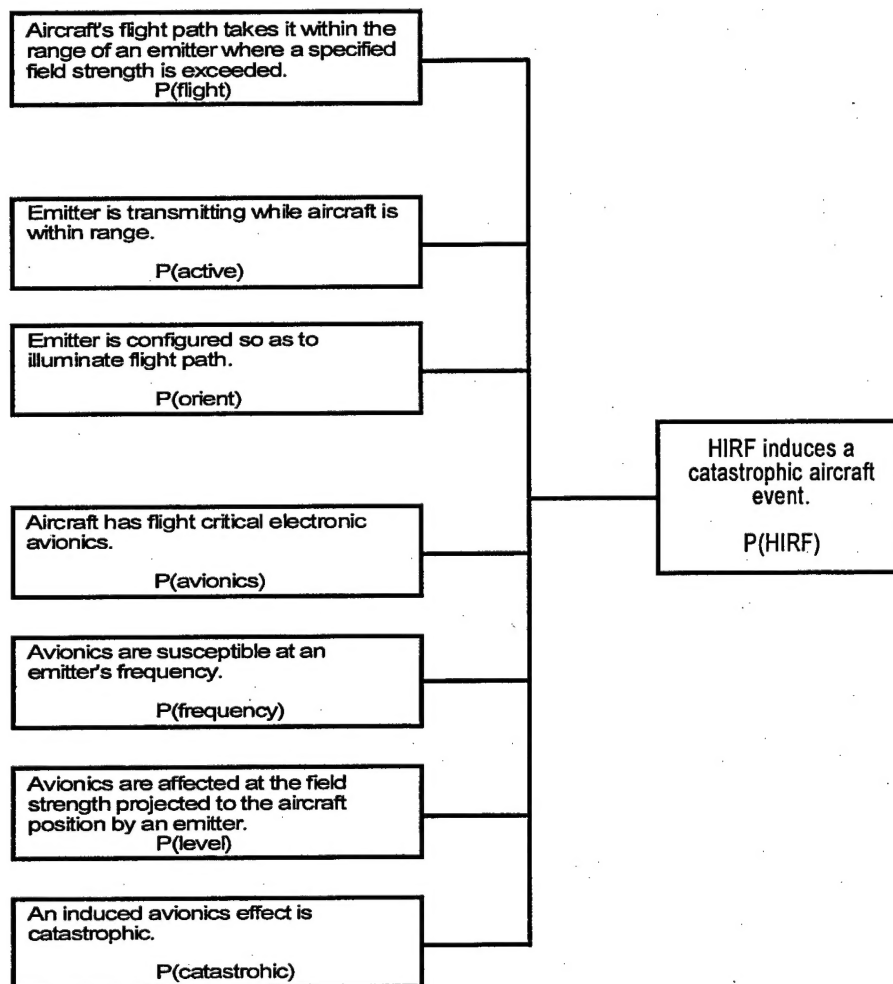 Aircraft's flight path takes it within the
range of an emitter where a specified
field strength is exceeded.
P(flight)
Emitter is transmitting while aircraft is
within range.
P(active)
Emitter is configured so as to
illuminate flight path.
P(orient)
HIRF induces a
catastrophic aircraft
event.
P(HIRF)
Aircraft has flight critical electronic
avionics.
P(avionics)
Avionics are susceptible at an
emitter's frequency.
P(frequency)
Avionics are affected at the field
strength projected to the aircraft
position by an emitter.
P(level)
An induced avionics effect is
catastrophic.
P(catastrohic)